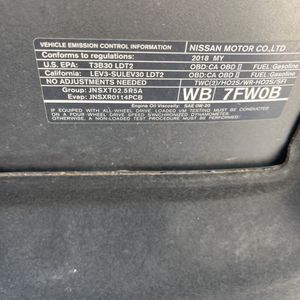 VEHICLE EMISSION CONTROL INFORMATION NISSAN MOTOR CO.,LTD
Conforms to regulations: 2018 MY
U.S. EPA: T3B30 LDT2 OBD:CA OBD II FUEL:Gasoline
California: LEV3-SULEV30 LDT2 OBD:CA OBD II FUEL:Gasoline
NO ADJUSTMENTS NEEDED TWC(2)/HO2S/WR-HO2S/SFI
Group: JNSXT02.5R5A
Evap: JNSXR0114PCB
WB 7FW0B
Engine Oil Viscosity: SAE 0W-20
IF EQUIPPED WITH ALL-WHEEL DRIVE, LOADED VM TESTING MUST BE CONDUCTED
ON A FOUR WHEEL DRIVE SPEED SYNCHRONIZED DYNAMOMETER.
OTHERWISE, A NON-LOADED TEST PROCEDURE MUST BE PERFORMED.